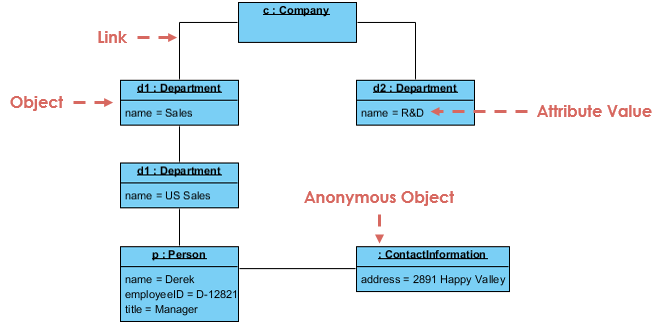 c : Company
Link
d1 : Department
name = Sales
Object
d2 : Department
name = R&D
Attribute Value
d1 : Department
name = US Sales
Anonymous Object
p : Person
name = Derek
employeeID = D-12821
title = Manager
: ContactInformation
address = 2891 Happy Valley